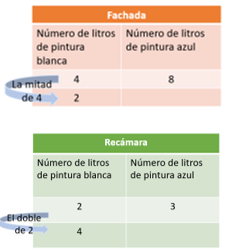 Fachada
Número de litros de pintura blanca
Número de litros de pintura azul
4
8
La mitad de 4
2
Recámara
Número de litros de pintura blanca
Número de litros de pintura azul
2
3
El doble de 2
4